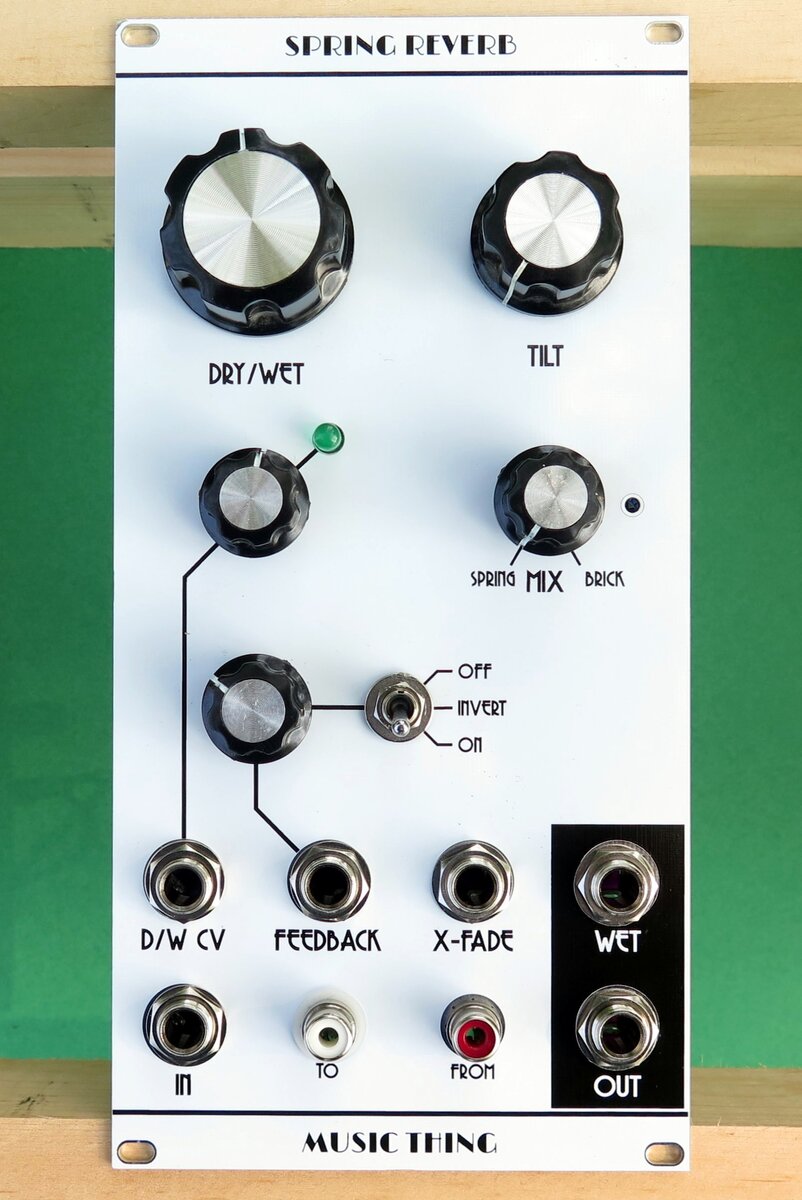 SPRING REVERB
DRY/WET
TILT
SPRING MIX BRICK
OFF
INVERT
ON
D/W CV FEEDBACK X-FADE WET
IN TO FROM OUT
MUSIC THING